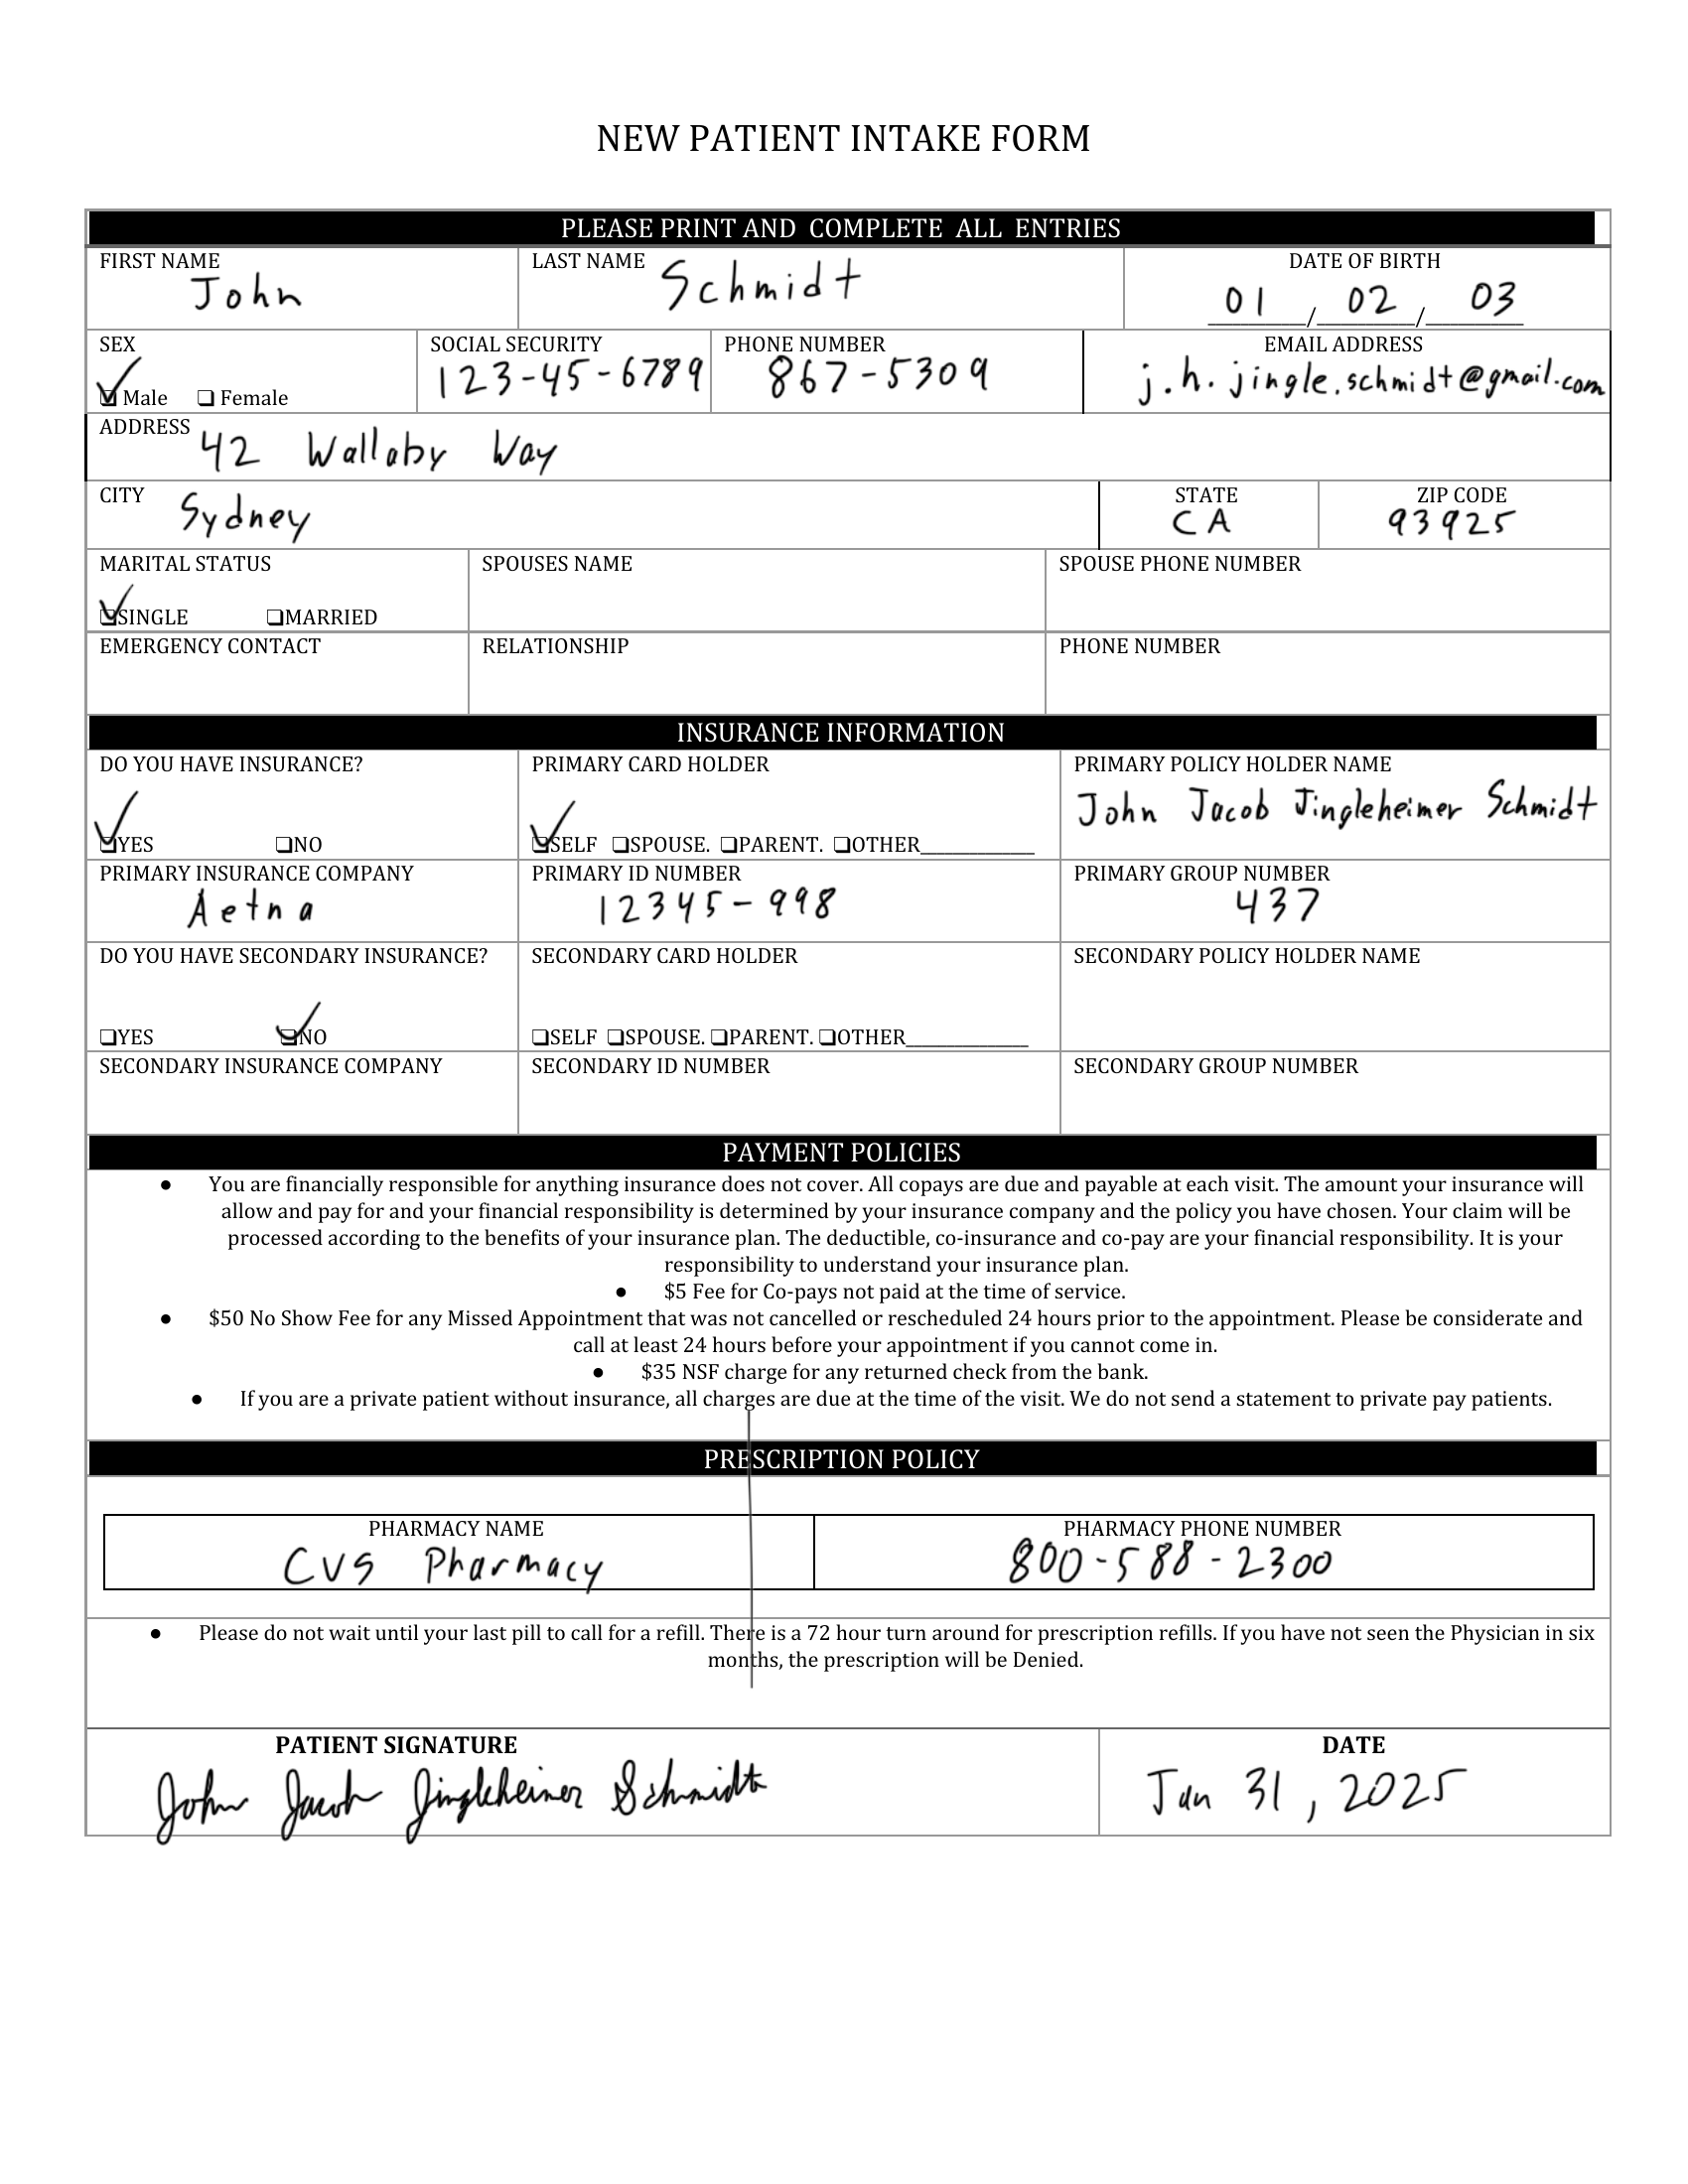 NEW PATIENT INTAKE FORM
PLEASE PRINT AND COMPLETE ALL ENTRIES
FIRST NAME John
LAST NAME Schmidt
DATE OF BIRTH
01 / 02 / 03
SEX
☑ Male ❑ Female
SOCIAL SECURITY
123-45-6789
PHONE NUMBER
867-5309
EMAIL ADDRESS
j.h.jingle.schmidt@gmail.com
ADDRESS 42 Wallaby Way
CITY Sydney
STATE
CA
ZIP CODE
93925
MARITAL STATUS
☑SINGLE ❑MARRIED
SPOUSES NAME
SPOUSE PHONE NUMBER
EMERGENCY CONTACT
RELATIONSHIP
PHONE NUMBER
INSURANCE INFORMATION
DO YOU HAVE INSURANCE?
☑YES ❑NO
PRIMARY CARD HOLDER
☑SELF ❑SPOUSE. ❑PARENT. ❑OTHER______________
PRIMARY POLICY HOLDER NAME
John Jacob Jingleheimer Schmidt
PRIMARY INSURANCE COMPANY
Aetna
PRIMARY ID NUMBER
12345-998
PRIMARY GROUP NUMBER
437
DO YOU HAVE SECONDARY INSURANCE?
❑YES ☑NO
SECONDARY CARD HOLDER
❑SELF ❑SPOUSE. ❑PARENT. ❑OTHER_______________
SECONDARY POLICY HOLDER NAME
SECONDARY INSURANCE COMPANY
SECONDARY ID NUMBER
SECONDARY GROUP NUMBER
PAYMENT POLICIES
● You are financially responsible for anything insurance does not cover. All copays are due and payable at each visit. The amount your insurance will
allow and pay for and your financial responsibility is determined by your insurance company and the policy you have chosen. Your claim will be
processed according to the benefits of your insurance plan. The deductible, co-insurance and co-pay are your financial responsibility. It is your
responsibility to understand your insurance plan.
● $5 Fee for Co-pays not paid at the time of service.
● $50 No Show Fee for any Missed Appointment that was not cancelled or rescheduled 24 hours prior to the appointment. Please be considerate and
call at least 24 hours before your appointment if you cannot come in.
● $35 NSF charge for any returned check from the bank.
● If you are a private patient without insurance, all charges are due at the time of the visit. We do not send a statement to private pay patients.
PRESCRIPTION POLICY
PHARMACY NAME
CVS Pharmacy
PHARMACY PHONE NUMBER
800-588-2300
● Please do not wait until your last pill to call for a refill. There is a 72 hour turn around for prescription refills. If you have not seen the Physician in six
months, the prescription will be Denied.
PATIENT SIGNATURE
John Jacob Jingleheimer Schmidt
DATE
Jan 31, 2025